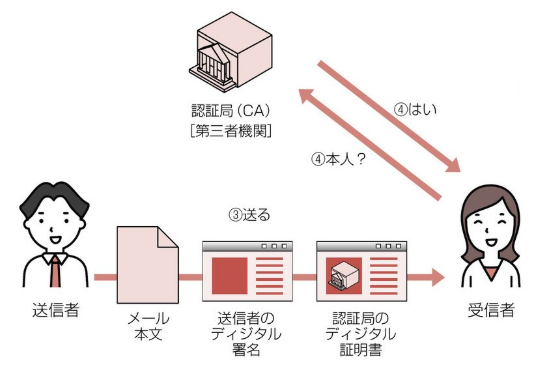 認証局(CA)
[第三者機関]
④はい
④本人？
③送る
送信者
メール
本文
送信者の
ディジタル
署名
認証局の
ディジタル
証明書
受信者